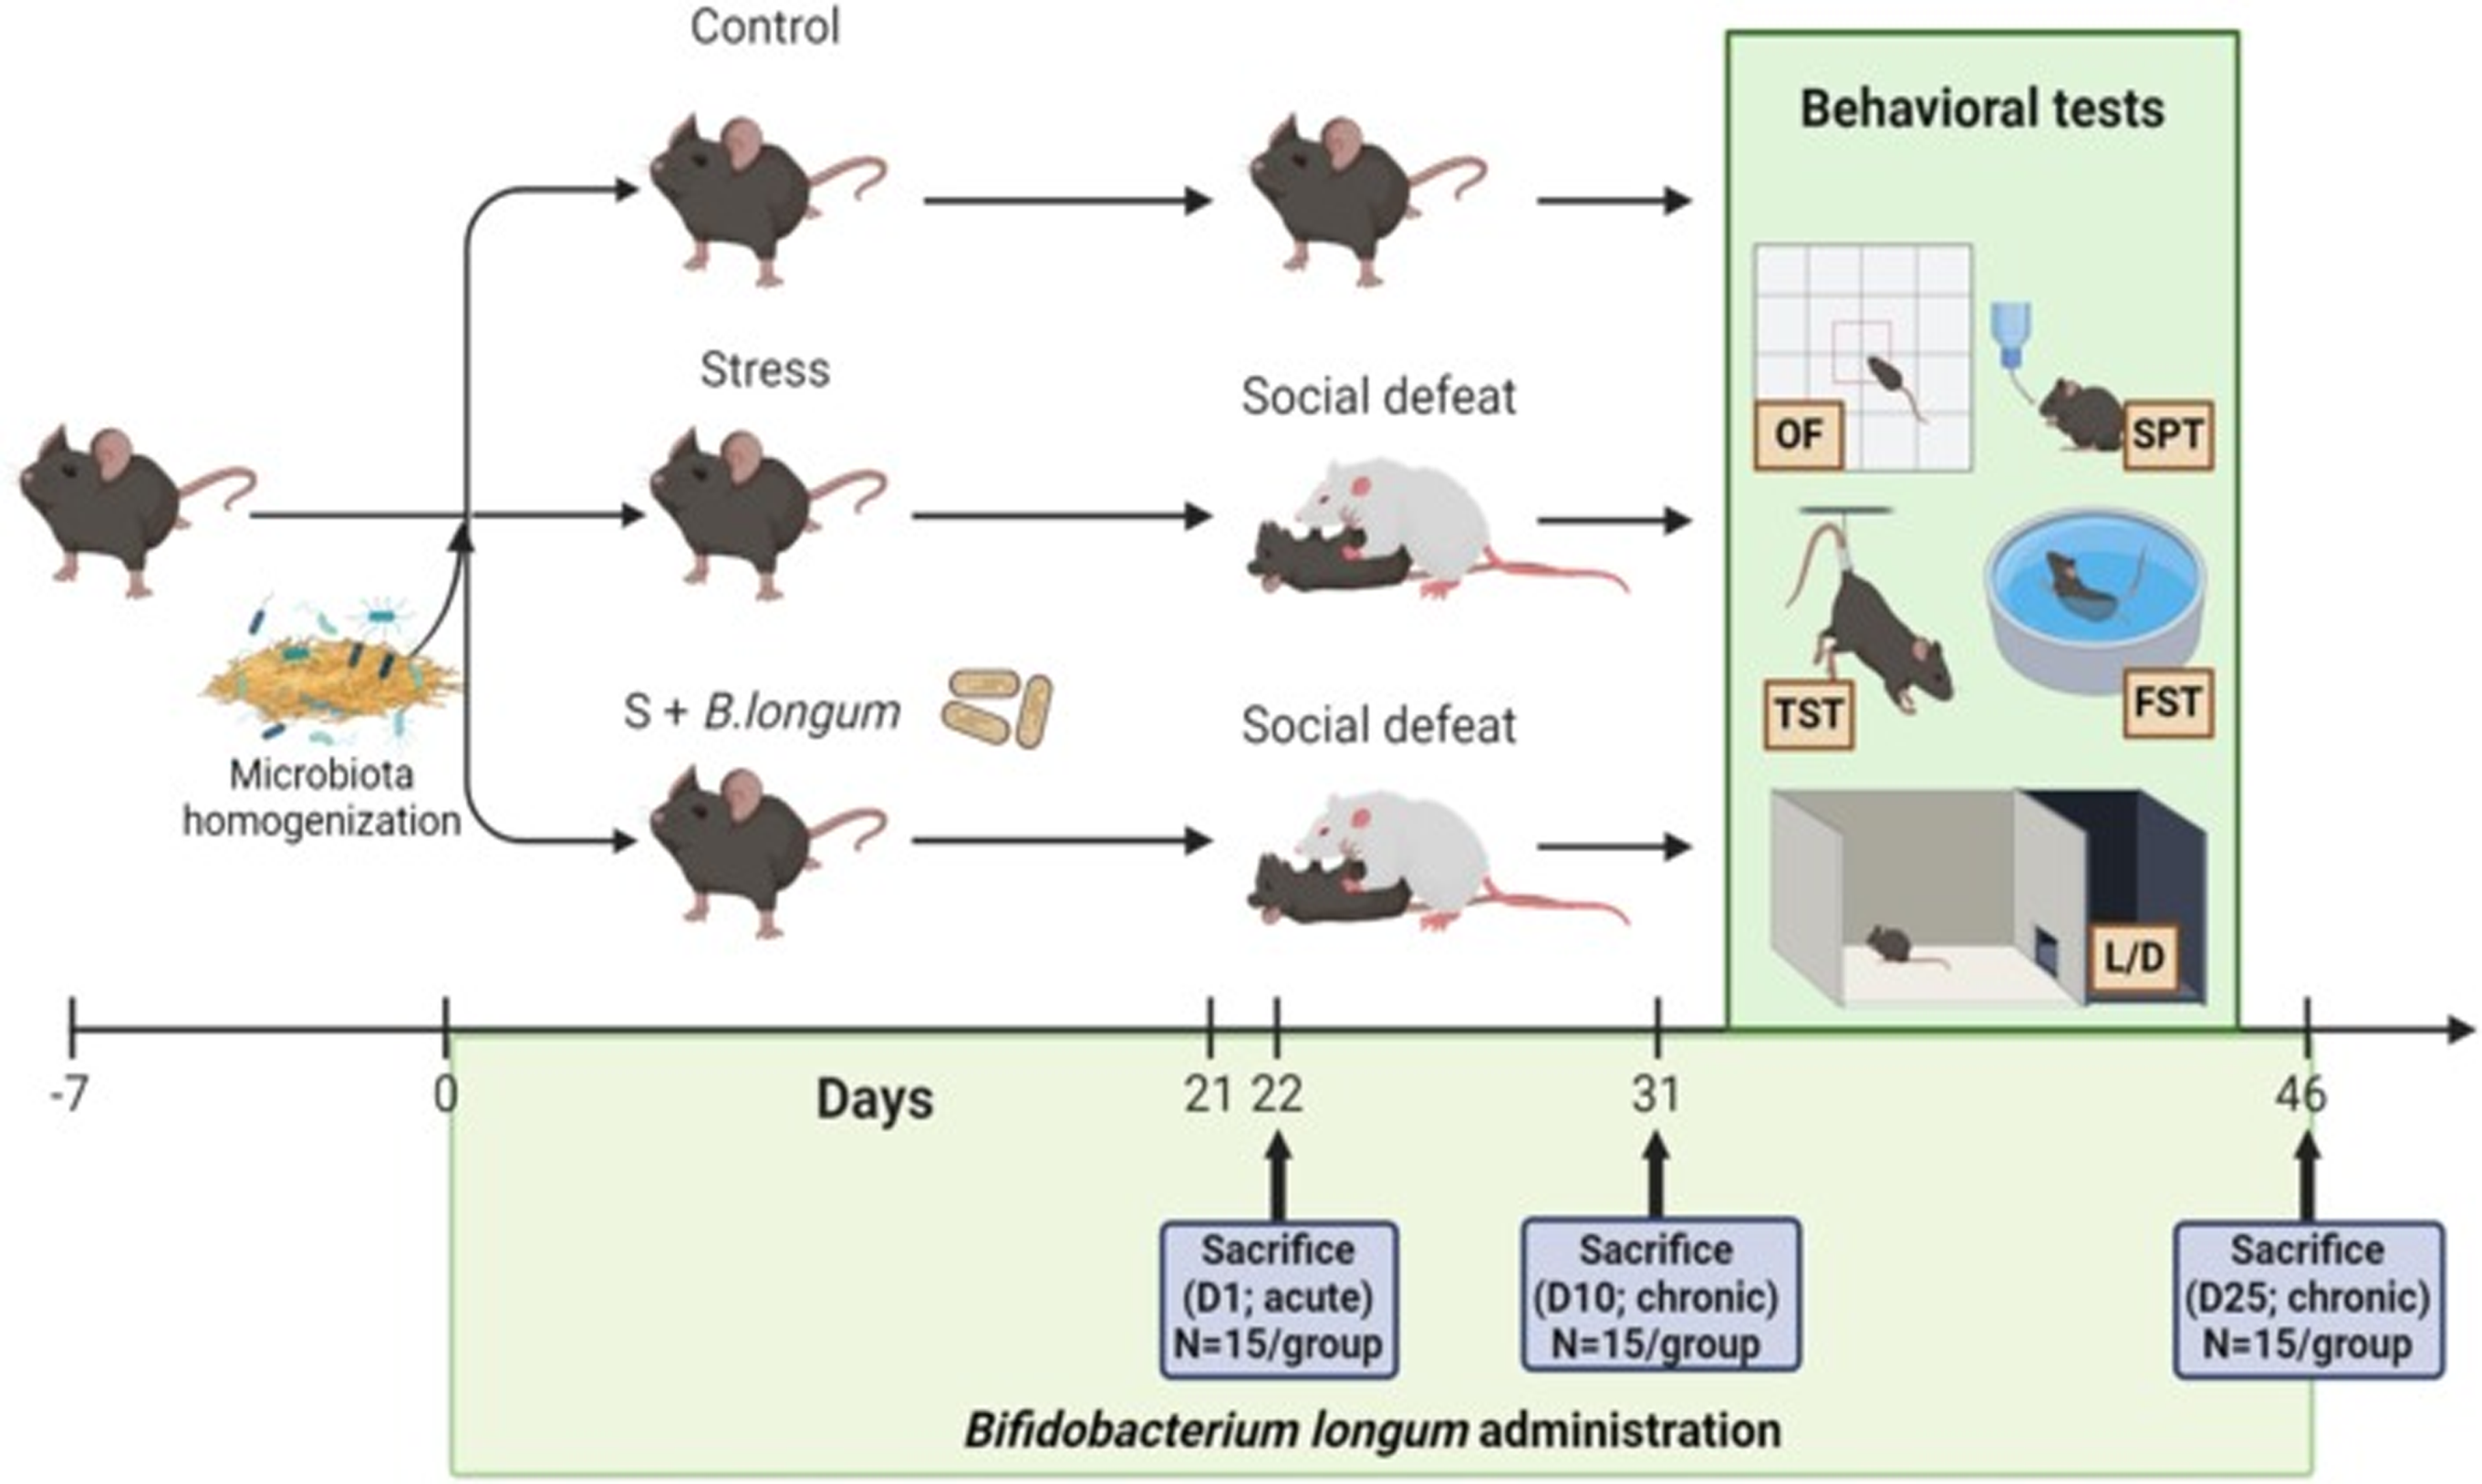 Control
Behavioral tests
Stress
Social defeat
OF
SPT
S + B.longum
Social defeat
TST
FST
Microbiota
homogenization
L/D
-7
0
Days
21
22
31
46
Sacrifice
(D1; acute)
N=15/group
Sacrifice
(D10; chronic)
N=15/group
Sacrifice
(D25; chronic)
N=15/group
Bifidobacterium longum administration